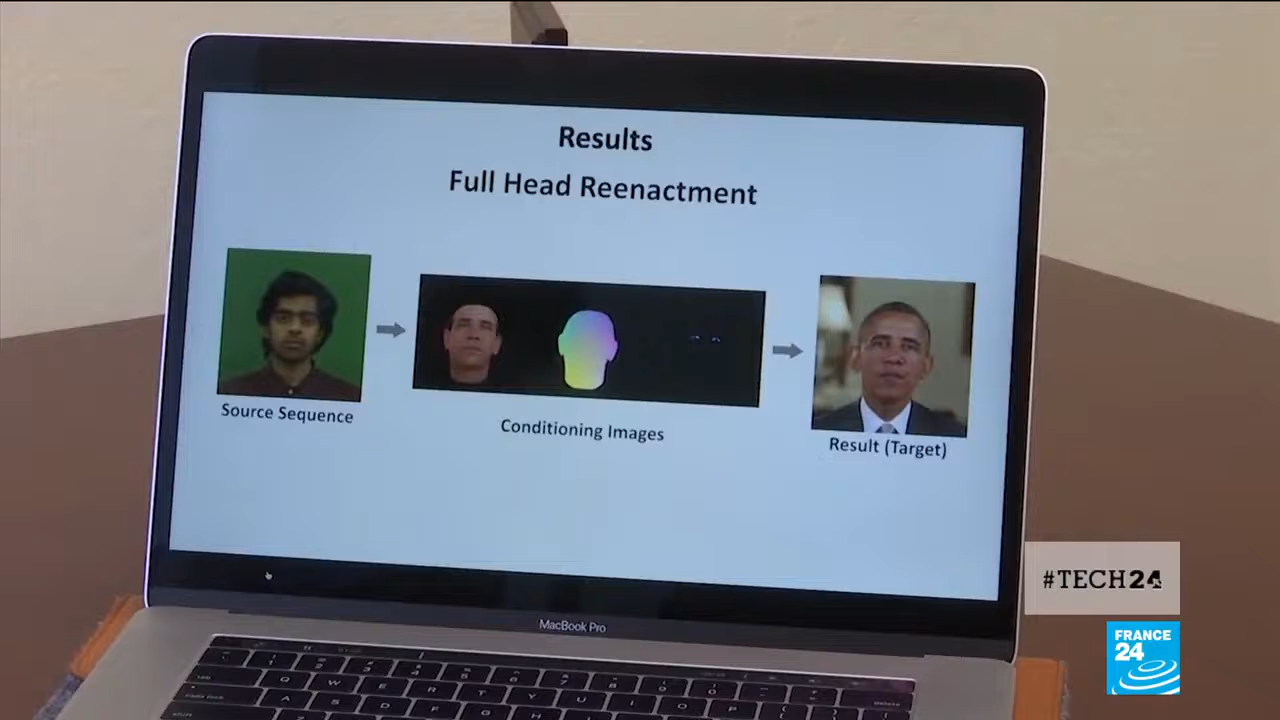 Results
Full Head Reenactment
Source Sequence
Conditioning Images
Result (Target)
#TECH24
MacBook Pro
FRANCE
24
Q W E R T Y U I O P
A S D F G H J K L